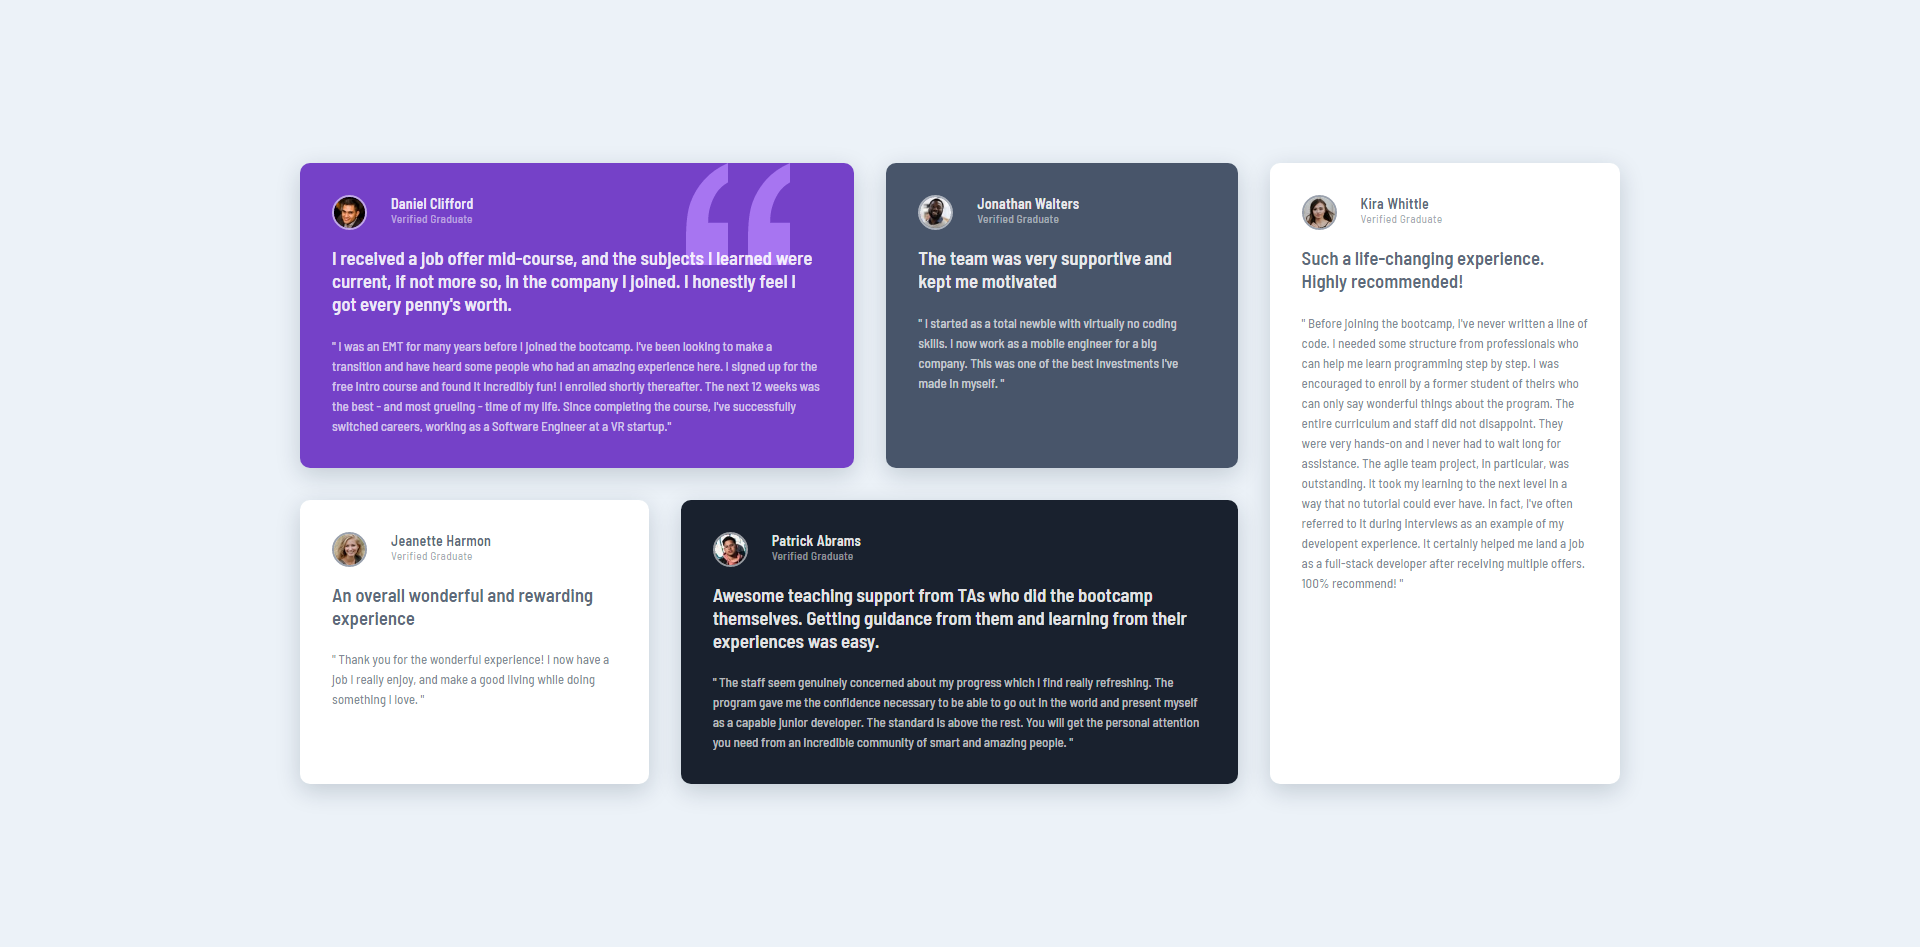 Daniel Clifford
Verified Graduate
I received a job offer mid-course, and the subjects I learned were
current, if not more so, in the company I joined. I honestly feel I
got every penny's worth.
" I was an EMT for many years before I joined the bootcamp. I've been looking to make a
transition and have heard some people who had an amazing experience here. I signed up for the
free intro course and found it incredibly fun! I enrolled shortly thereafter. The next 12 weeks was
the best - and most grueling - time of my life. Since completing the course, I've successfully
switched careers, working as a Software Engineer at a VR startup."
Jonathan Walters
Verified Graduate
The team was very supportive and
kept me motivated
" I started as a total newbie with virtually no coding
skills. I now work as a mobile engineer for a big
company. This was one of the best investments I've
made in myself. "
Kira Whittle
Verified Graduate
Such a life-changing experience.
Highly recommended!
" Before joining the bootcamp, I've never written a line of
code. I needed some structure from professionals who
can help me learn programming step by step. I was
encouraged to enroll by a former student of theirs who
can only say wonderful things about the program. The
entire curriculum and staff did not disappoint. They
were very hands-on and I never had to wait long for
assistance. The agile team project, in particular, was
outstanding. It took my learning to the next level in a
way that no tutorial could ever have. In fact, I've often
referred to it during interviews as an example of my
developent experience. It certainly helped me land a job
as a full-stack developer after receiving multiple offers.
100% recommend! "
Jeanette Harmon
Verified Graduate
An overall wonderful and rewarding
experience
" Thank you for the wonderful experience! I now have a
job I really enjoy, and make a good living while doing
something I love. "
Patrick Abrams
Verified Graduate
Awesome teaching support from TAs who did the bootcamp
themselves. Getting guidance from them and learning from their
experiences was easy.
" The staff seem genuinely concerned about my progress which I find really refreshing. The
program gave me the confidence necessary to be able to go out in the world and present myself
as a capable junior developer. The standard is above the rest. You will get the personal attention
you need from an incredible community of smart and amazing people. "